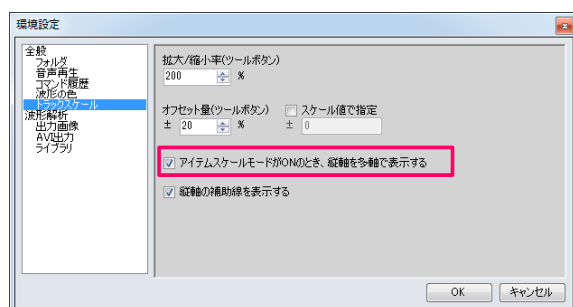 環境設定
全般
フォルダ
音声再生
コマンド履歴
波形の色
トラックスケール
波形解析
出力画像
AVI出力
ライブラリ
拡大/縮小率(ツールボタン)
200 %
オフセット量(ツールボタン) スケール値で指定
± 20 % ± 0
アイテムスケールモードがONのとき、縦軸を多軸で表示する
縦軸の補助線を表示する
OK キャンセル